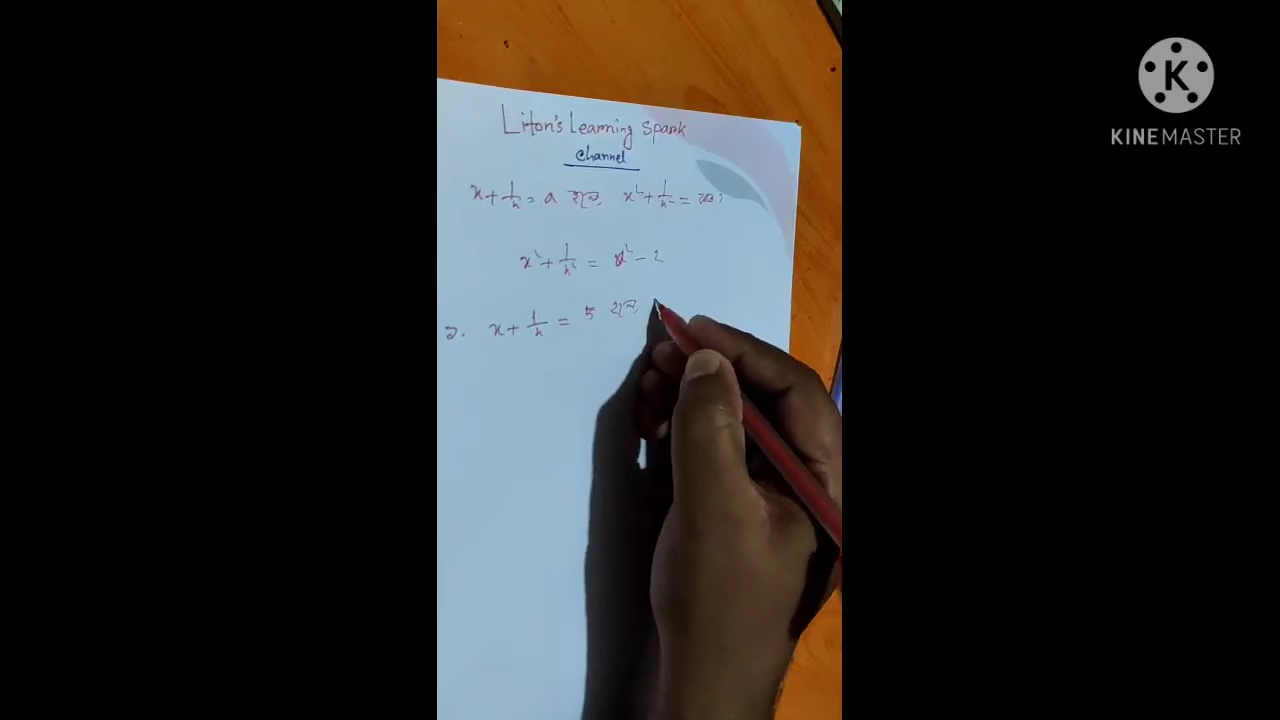 Liton's Learning Spark
Channel
x + 1/x = a হলে, x² + 1/x² = কত?
x² + 1/x² = a² - 2
১. x + 1/x = 5 হলে,
K
KINEMASTER